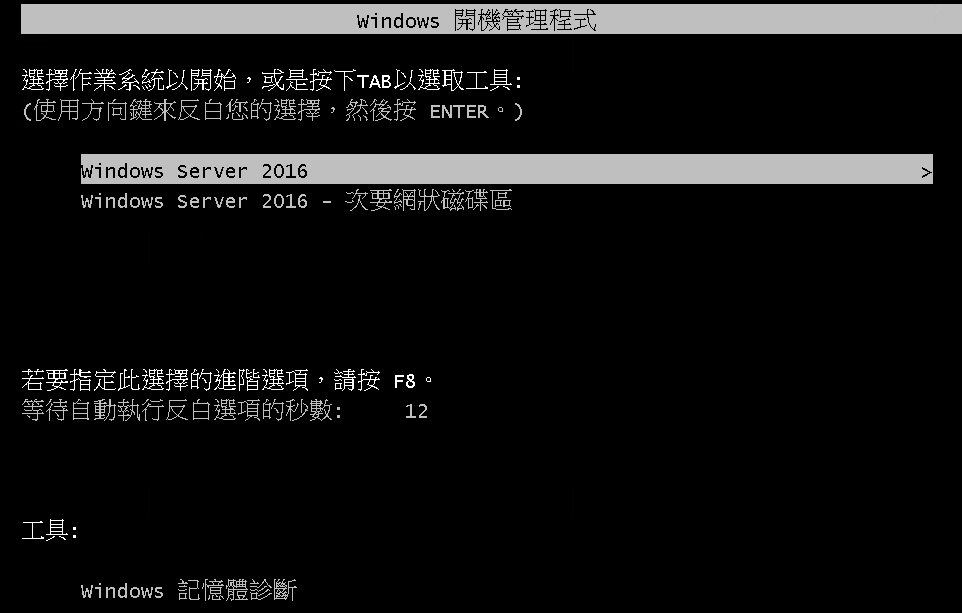 Windows 開機管理程式
選擇作業系統以開始，或是按下TAB以選取工具:
(使用方向鍵來反白您的選擇，然後按 ENTER。)
Windows Server 2016 >
Windows Server 2016 - 次要網狀磁碟區
若要指定此選擇的進階選項，請按 F8。
等待自動執行反白選項的秒數: 12
工具:
Windows 記憶體診斷